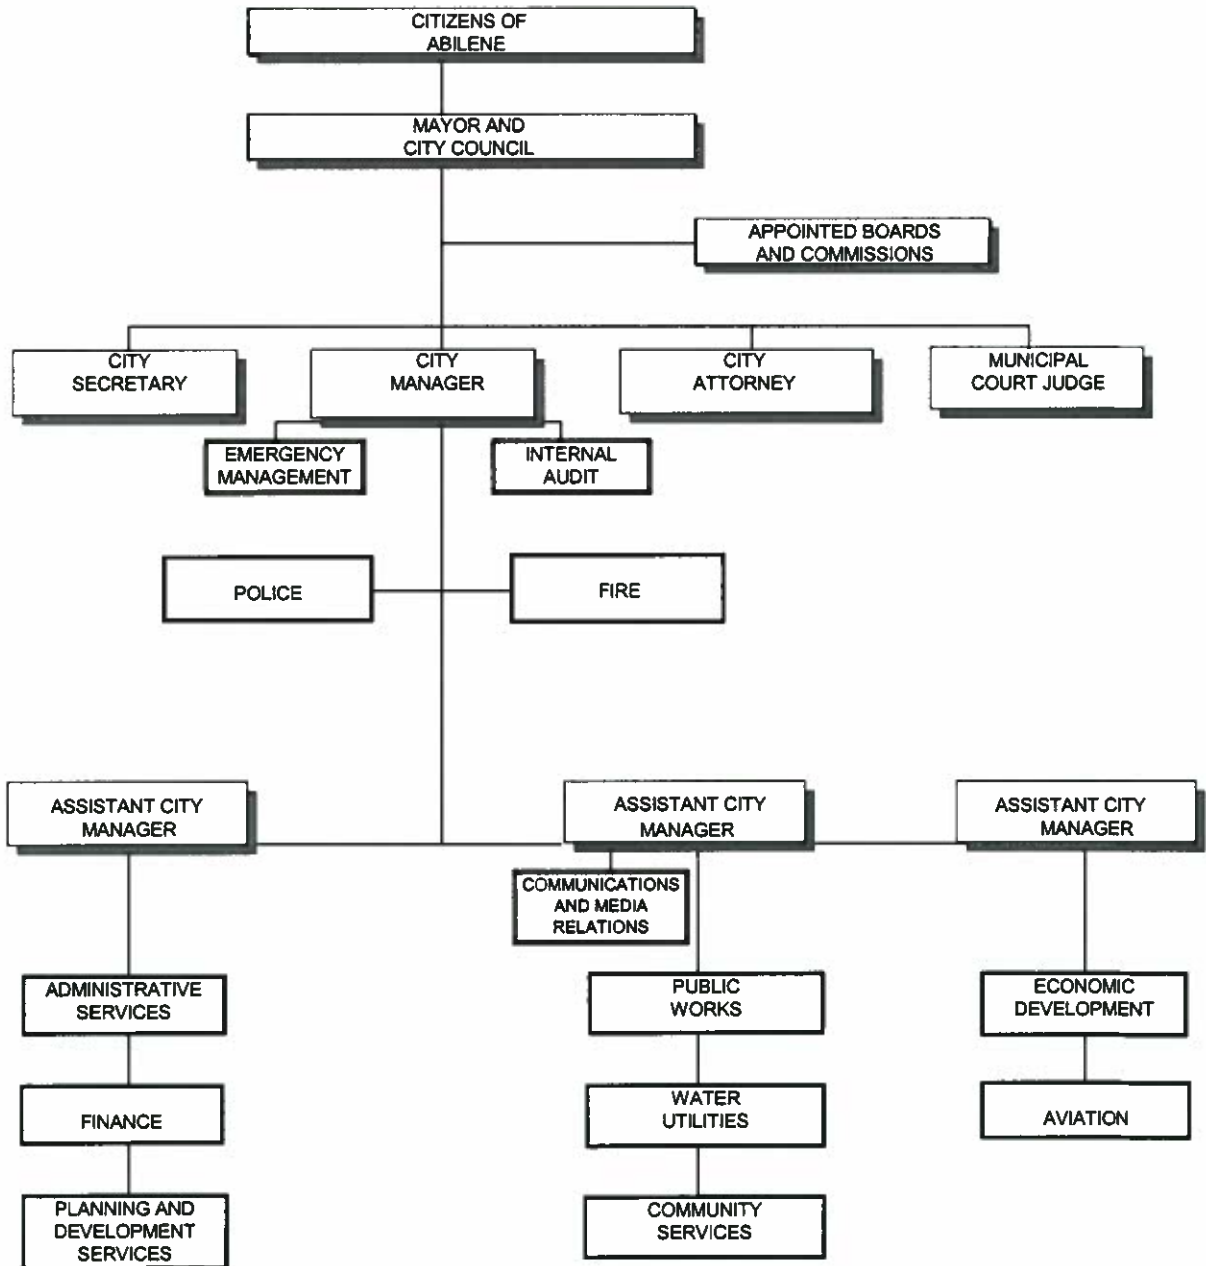 CITIZENS OF
ABILENE
MAYOR AND
CITY COUNCIL
APPOINTED BOARDS
AND COMMISSIONS
CITY
SECRETARY
CITY
MANAGER
CITY
ATTORNEY
MUNICIPAL
COURT JUDGE
EMERGENCY
MANAGEMENT
INTERNAL
AUDIT
POLICE
FIRE
ASSISTANT CITY
MANAGER
ASSISTANT CITY
MANAGER
ASSISTANT CITY
MANAGER
COMMUNICATIONS
AND MEDIA
RELATIONS
ADMINISTRATIVE
SERVICES
PUBLIC
WORKS
ECONOMIC
DEVELOPMENT
FINANCE
WATER
UTILITIES
AVIATION
PLANNING AND
DEVELOPMENT
SERVICES
COMMUNITY
SERVICES